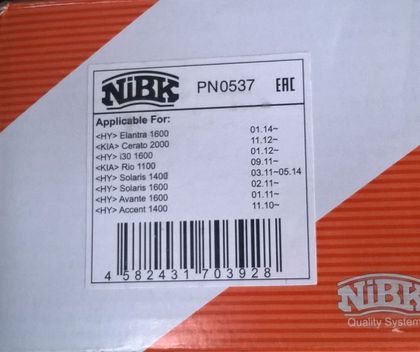 NiBK PN0537 EAC
Applicable For:
<HY> Elantra 1600 01.14~
<KIA> Cerato 2000 11.12~
<HY> i30 1600 01.12~
<KIA> Rio 1100 09.11~
<HY> Solaris 1400 03.11~05.14
<HY> Solaris 1600 02.11~
<HY> Avante 1600 01.11~
<HY> Accent 1400 11.10~
4 582431 703928
NiBK
Quality System